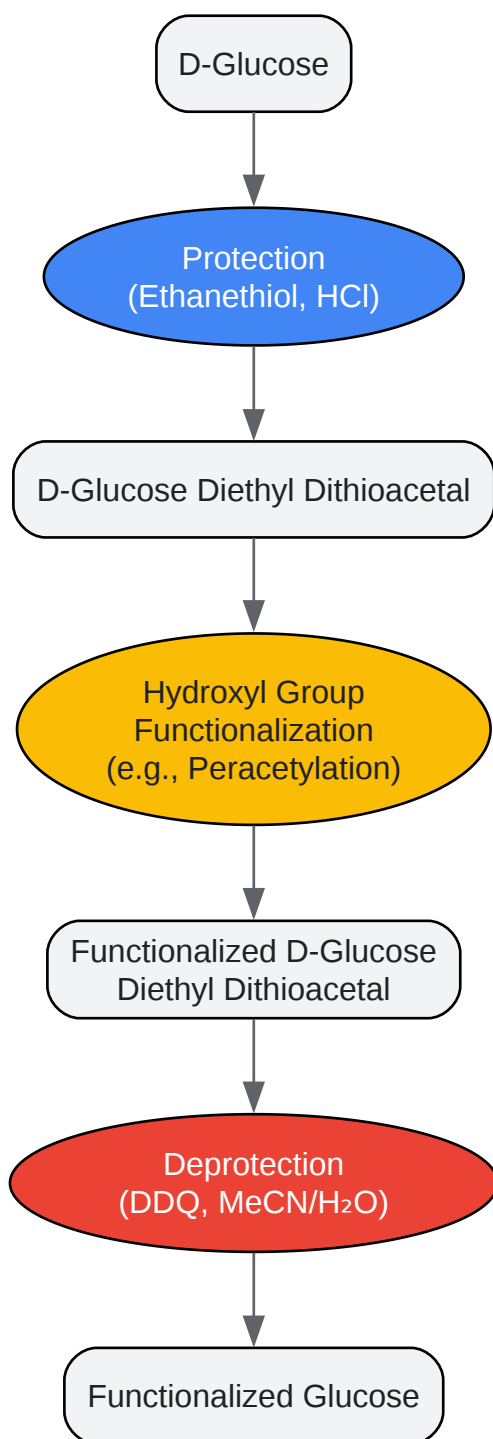 D-Glucose
Protection
(Ethanethiol, HCl)
D-Glucose Diethyl Dithioacetal
Hydroxyl Group
Functionalization
(e.g., Peracetylation)
Functionalized D-Glucose
Diethyl Dithioacetal
Deprotection
(DDQ, MeCN/H₂O)
Functionalized Glucose